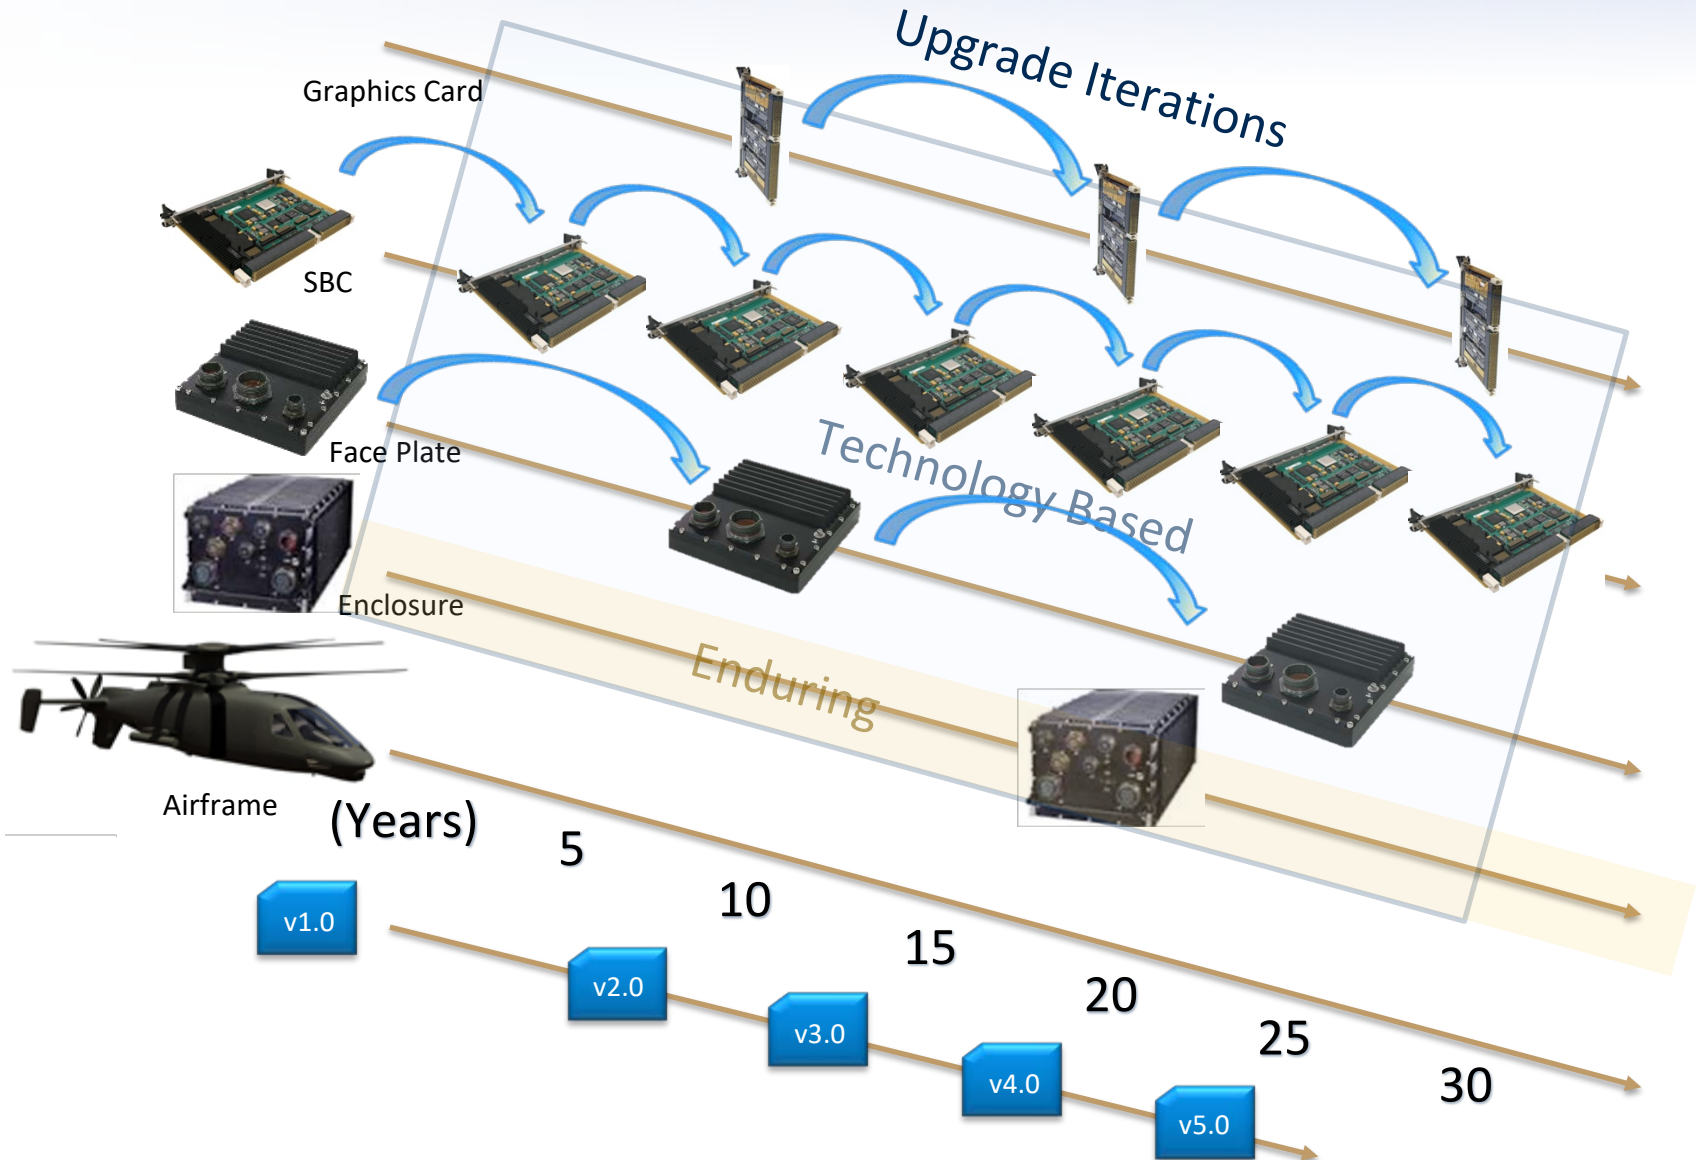 Upgrade Iterations
Graphics Card
SBC
Face Plate
Technology Based
Enclosure
Enduring
Airframe
(Years)
5
10
15
20
25
30
v1.0
v2.0
v3.0
v4.0
v5.0